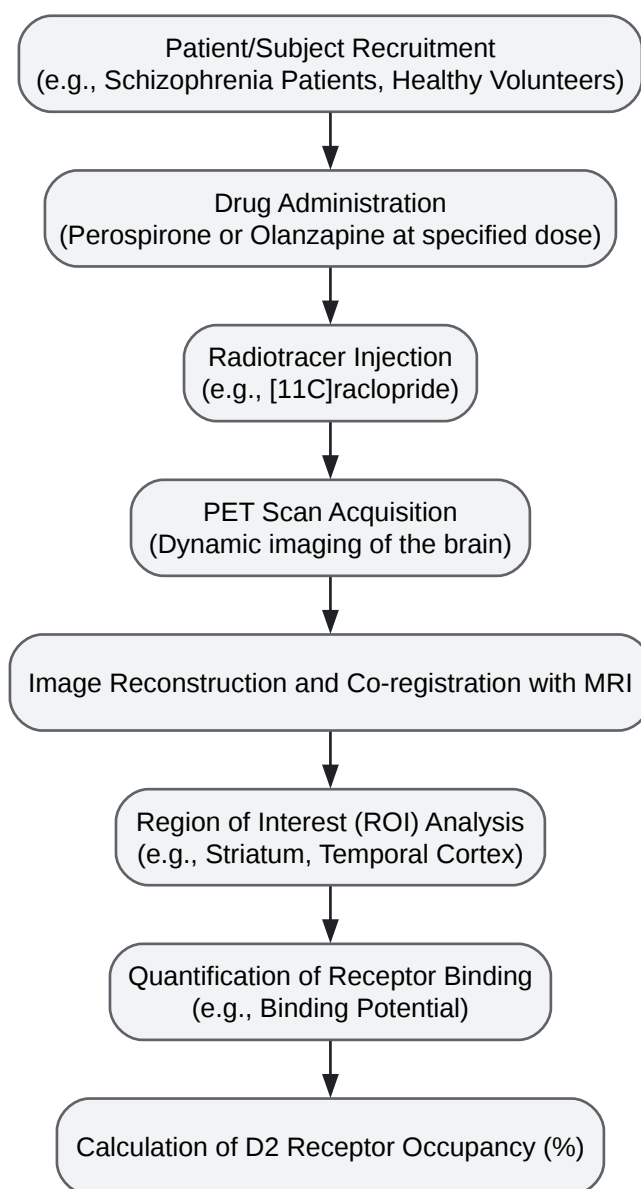 Patient/Subject Recruitment
(e.g., Schizophrenia Patients, Healthy Volunteers)
Drug Administration
(Perospirone or Olanzapine at specified dose)
Radiotracer Injection
(e.g., [11C]raclopride)
PET Scan Acquisition
(Dynamic imaging of the brain)
Image Reconstruction and Co-registration with MRI
Region of Interest (ROI) Analysis
(e.g., Striatum, Temporal Cortex)
Quantification of Receptor Binding
(e.g., Binding Potential)
Calculation of D2 Receptor Occupancy (%)